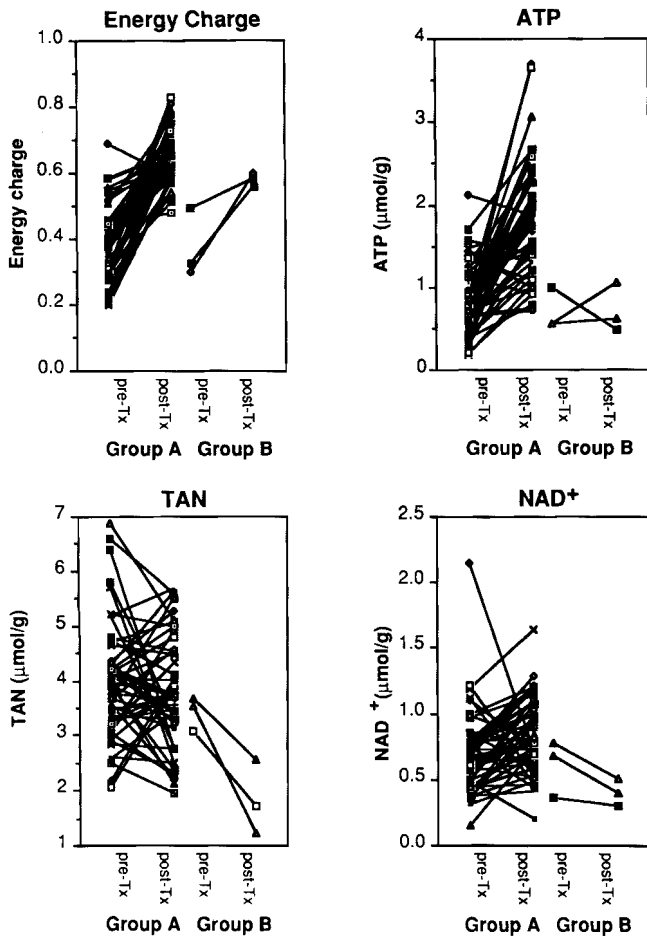 Energy Charge
Energy charge
1.0
0.8
0.6
0.4
0.2
0.0
pre-Tx
post-Tx
pre-Tx
post-Tx
Group A
Group B
ATP
ATP (μmol/g)
4
3
2
1
0
pre-Tx
post-Tx
pre-Tx
post-Tx
Group A
Group B
TAN
TAN (μmol/g)
7
6
5
4
3
2
1
pre-Tx
post-Tx
pre-Tx
post-Tx
Group A
Group B
NAD+
NAD + (μmol/g)
2.5
2.0
1.5
1.0
0.5
0.0
pre-Tx
post-Tx
pre-Tx
post-Tx
Group A
Group B